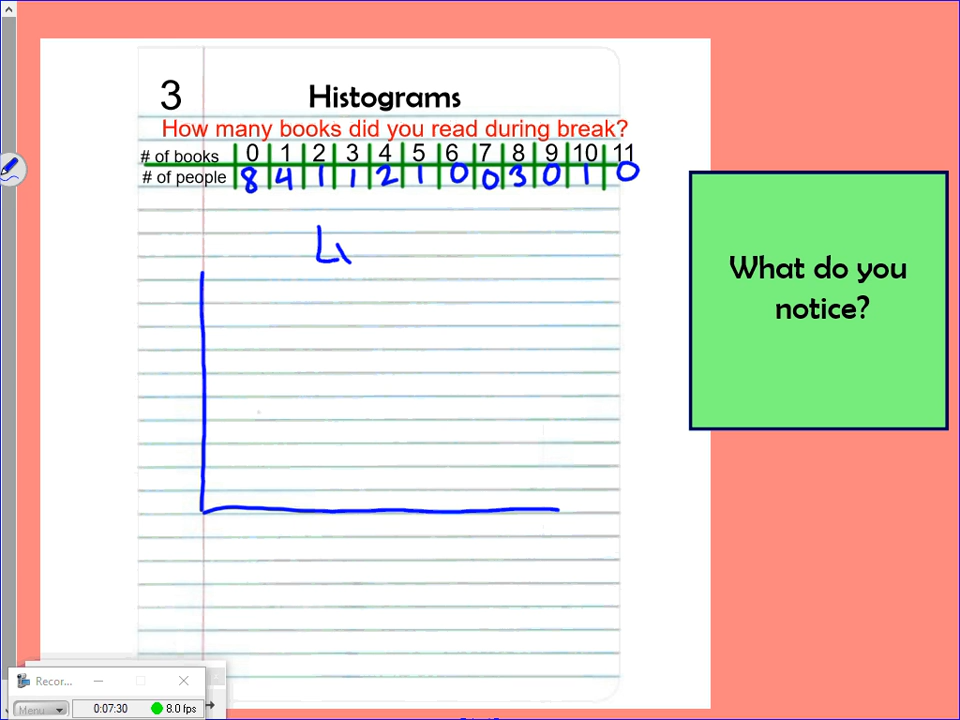 3 Histograms
How many books did you read during break?
# of books 0 1 2 3 4 5 6 7 8 9 10 11
# of people 8 4 1 1 2 1 0 0 3 0 1 0
What do you
notice?
Recor...
Menu 0:07:30 8.0 fps